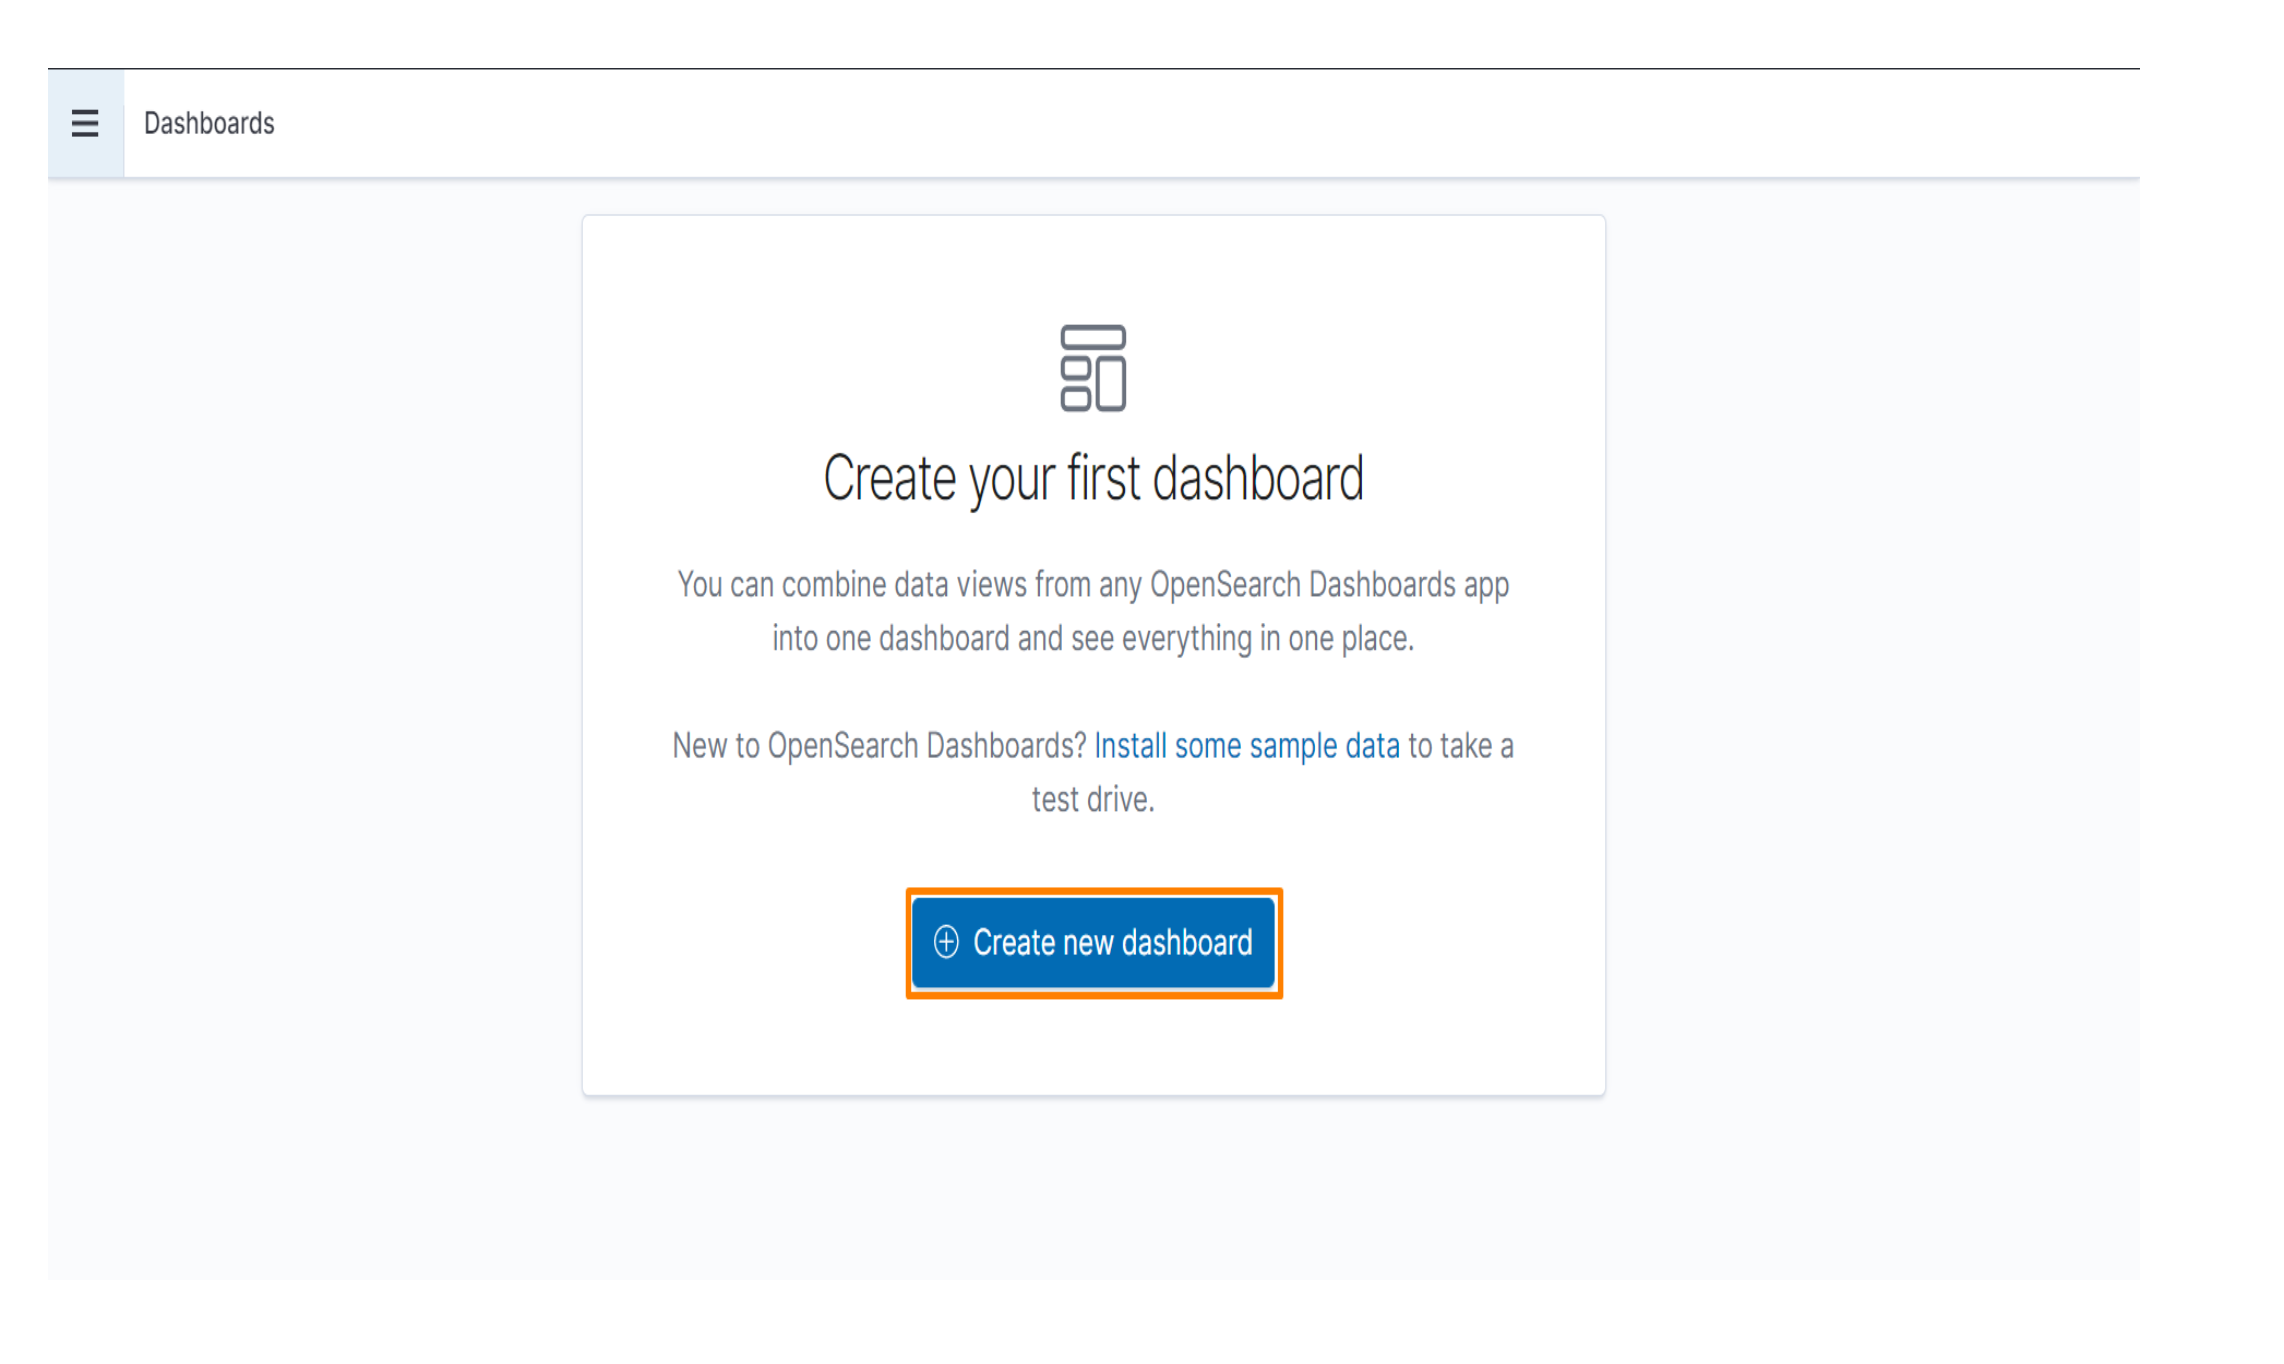 Dashboards
Create your first dashboard
You can combine data views from any OpenSearch Dashboards app
into one dashboard and see everything in one place.
New to OpenSearch Dashboards? Install some sample data to take a
test drive.
Create new dashboard